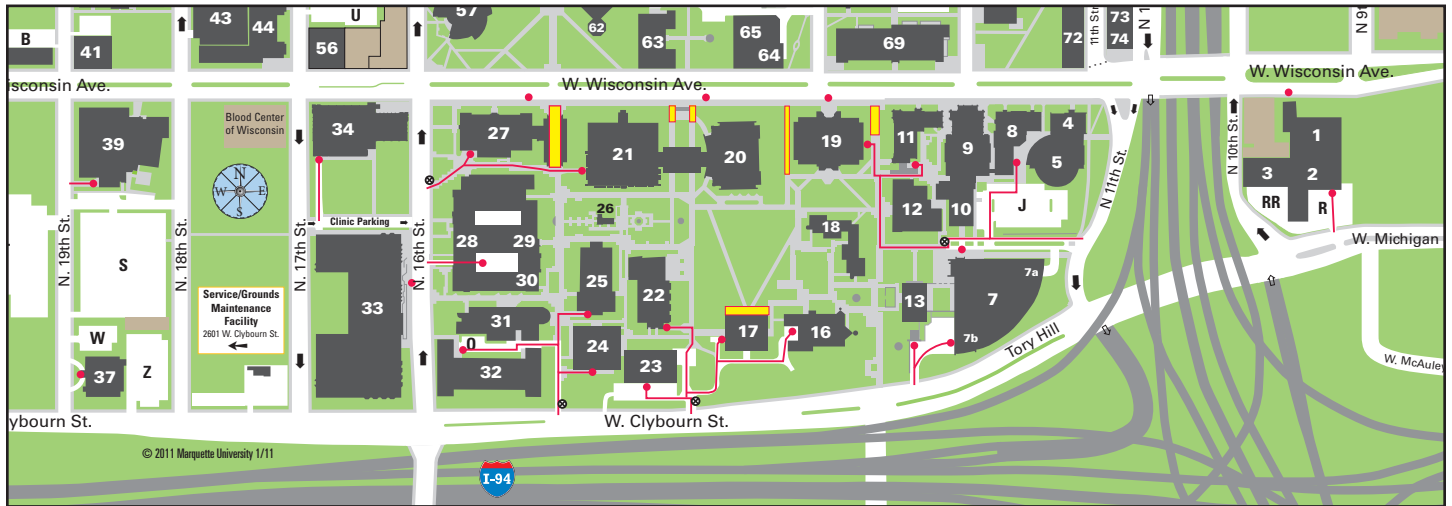 43
44
U
57
62
63
65
64
69
72
11th St.
73
74
N 1
N 9t
B
41
56
isconsin Ave.
W. Wisconsin Ave.
W. Wisconsin Ave.
39
Blood Center
of Wisconsin
34
27
21
20
19
11
9
8
4
5
N 10th St.
1
3
2
RR
R
N
W
E
S
Clinic Parking
26
28
29
30
18
12
10
J
N 11th St.
W. Michigan
N. 19th St.
S
N. 18th St.
N. 17th St.
N. 16th St.
33
25
22
7a
7
13
7b
Service/Grounds
Maintenance
Facility
2601 W. Clybourn St.
W
37
Z
31
O
32
24
23
17
16
Tory Hill
W. McAuley
ybourn St.
W. Clybourn St.
© 2011 Marquette University 1/11
I-94